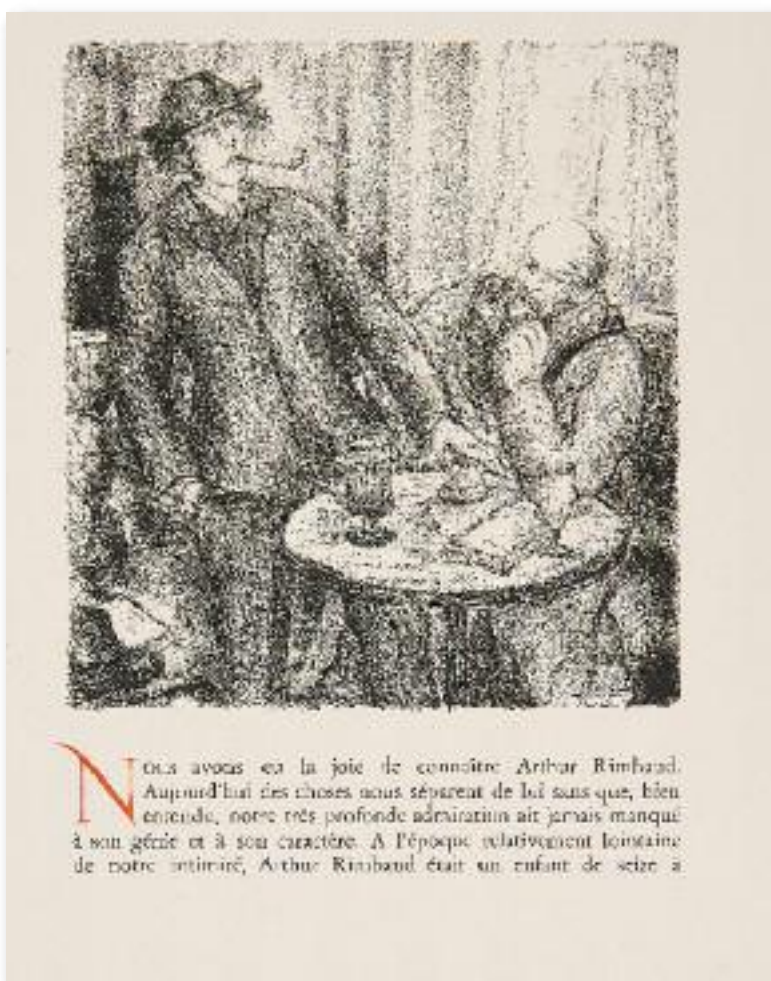 Nous avons eu la joie de connaître Arthur Rimbaud.
Aujourd'hui des choses nous séparent de lui sans que, bien
entendu, notre très profonde admiration ait jamais manqué
à son génie et à son caractère. A l'époque relativement lointaine
de notre intimité, Arthur Rimbaud était un enfant de seize a